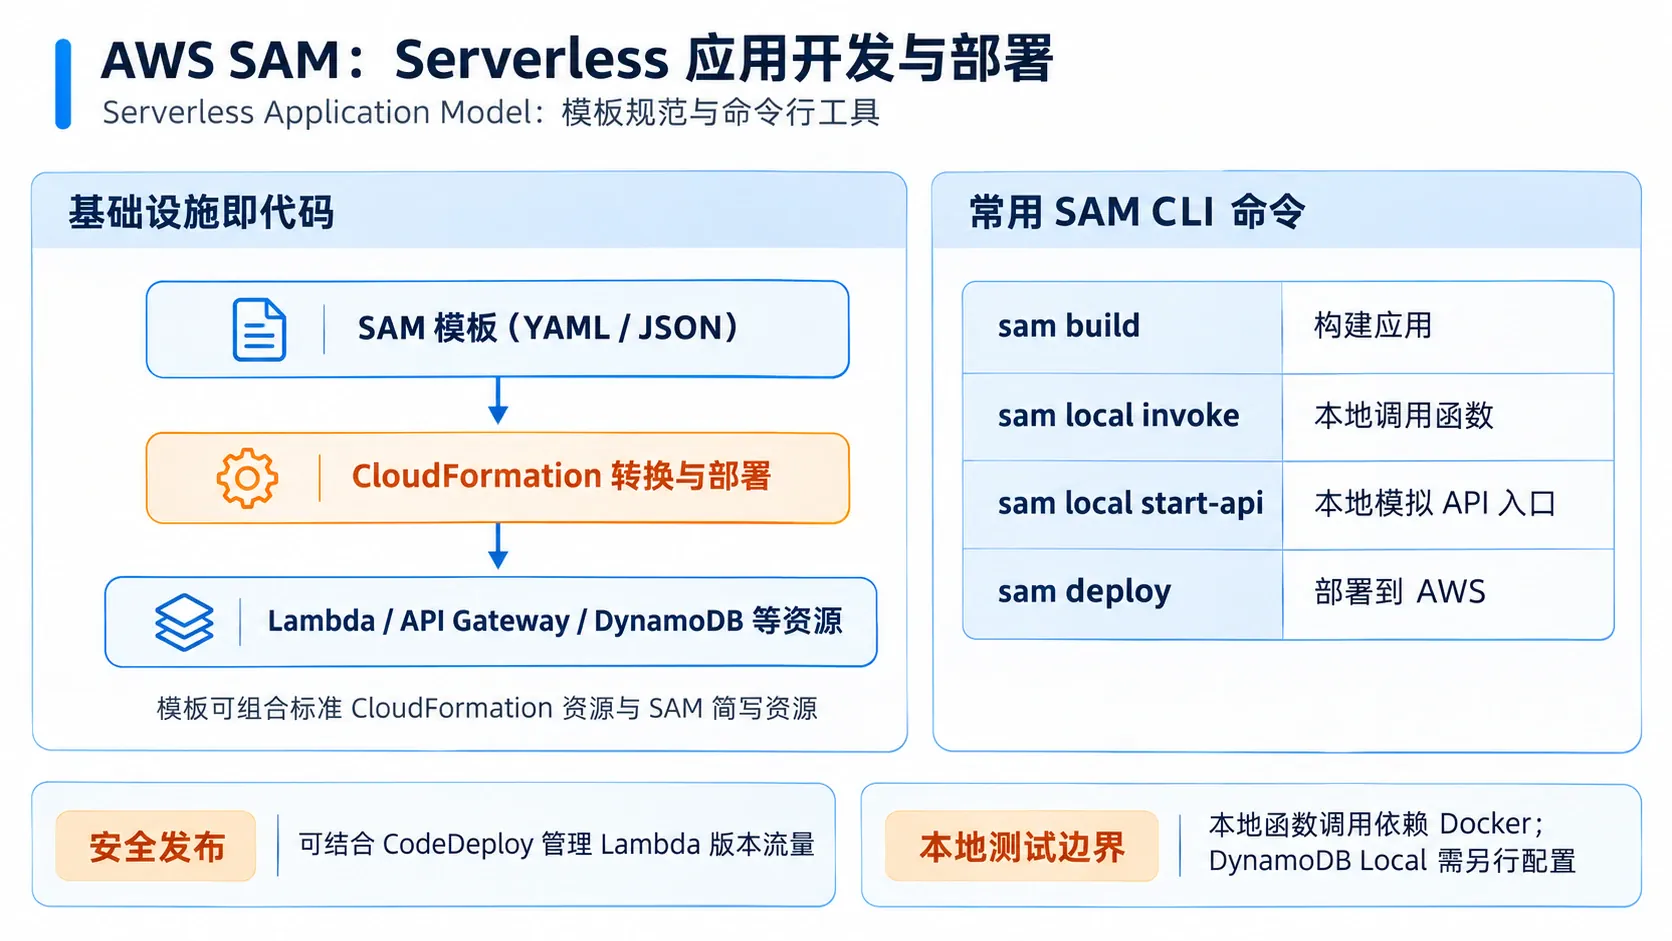 AWS SAM：Serverless 应用开发与部署
Serverless Application Model：模板规范与命令行工具
基础设施即代码
SAM 模板（YAML / JSON）
CloudFormation 转换与部署
Lambda / API Gateway / DynamoDB 等资源
模板可组合标准 CloudFormation 资源与 SAM 简写资源
常用 SAM CLI 命令
sam build 构建应用
sam local invoke 本地调用函数
sam local start-api 本地模拟 API 入口
sam deploy 部署到 AWS
安全发布
可结合 CodeDeploy 管理 Lambda 版本流量
本地测试边界
本地函数调用依赖 Docker；
DynamoDB Local 需另行配置